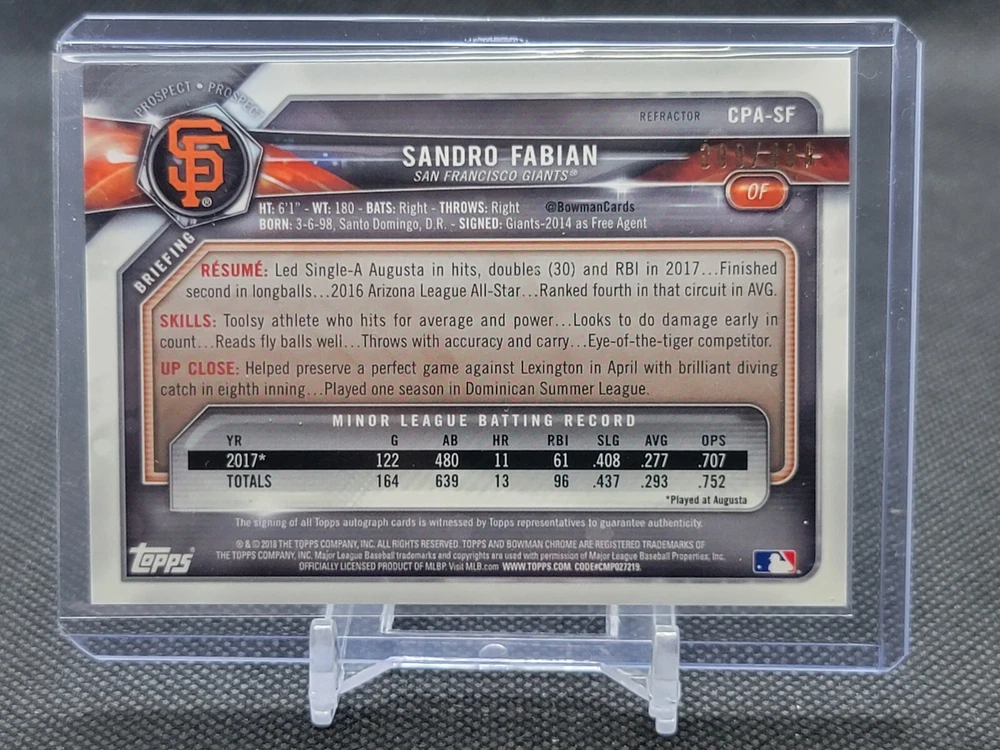 PROSPECT • PROSPECT
SF
®
REFRACTOR CPA-SF
SANDRO FABIAN
SAN FRANCISCO GIANTS®
OF
HT: 6'1" - WT: 180 - BATS: Right - THROWS: Right @BowmanCards
BORN: 3-6-98, Santo Domingo, D.R. - SIGNED: Giants-2014 as Free Agent
BRIEFING
RÉSUMÉ: Led Single-A Augusta in hits, doubles (30) and RBI in 2017...Finished
second in longballs...2016 Arizona League All-Star...Ranked fourth in that circuit in AVG.
SKILLS: Toolsy athlete who hits for average and power...Looks to do damage early in
count...Reads fly balls well...Throws with accuracy and carry...Eye-of-the-tiger competitor.
UP CLOSE: Helped preserve a perfect game against Lexington in April with brilliant diving
catch in eighth inning...Played one season in Dominican Summer League.
MINOR LEAGUE BATTING RECORD
YR G AB HR RBI SLG AVG OPS
2017* 122 480 11 61 .408 .277 .707
TOTALS 164 639 13 96 .437 .293 .752
*Played at Augusta
The signing of all Topps autograph cards is witnessed by Topps representatives to guarantee authenticity.
® & © 2018 THE TOPPS COMPANY, INC. ALL RIGHTS RESERVED. TOPPS AND BOWMAN CHROME ARE REGISTERED TRADEMARKS OF
THE TOPPS COMPANY, INC. Major League Baseball trademarks and copyrights are used with permission of Major League Baseball Properties, Inc.
OFFICIALLY LICENSED PRODUCT OF MLBP. Visit MLB.com WWW.TOPPS.COM CODE#CMP027219.
topps